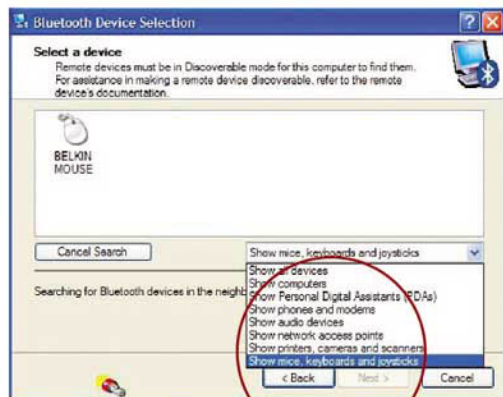 Bluetooth Device Selection
Select a device
Remote devices must be in Discoverable mode for this computer to find them.
For assistance in making a remote device discoverable, refer to the remote
device's documentation.
BELKIN
MOUSE
Cancel Search
Show mice, keyboards and joysticks
Show all devices
Show computers
Searching for Bluetooth devices in the neighb
Show Personal Digital Assistants (PDAs)
Show phones and modems
Show audio devices
Show network access points
Show printers, cameras and scanners
Show mice, keyboards and joysticks
< Back
Next >
Cancel